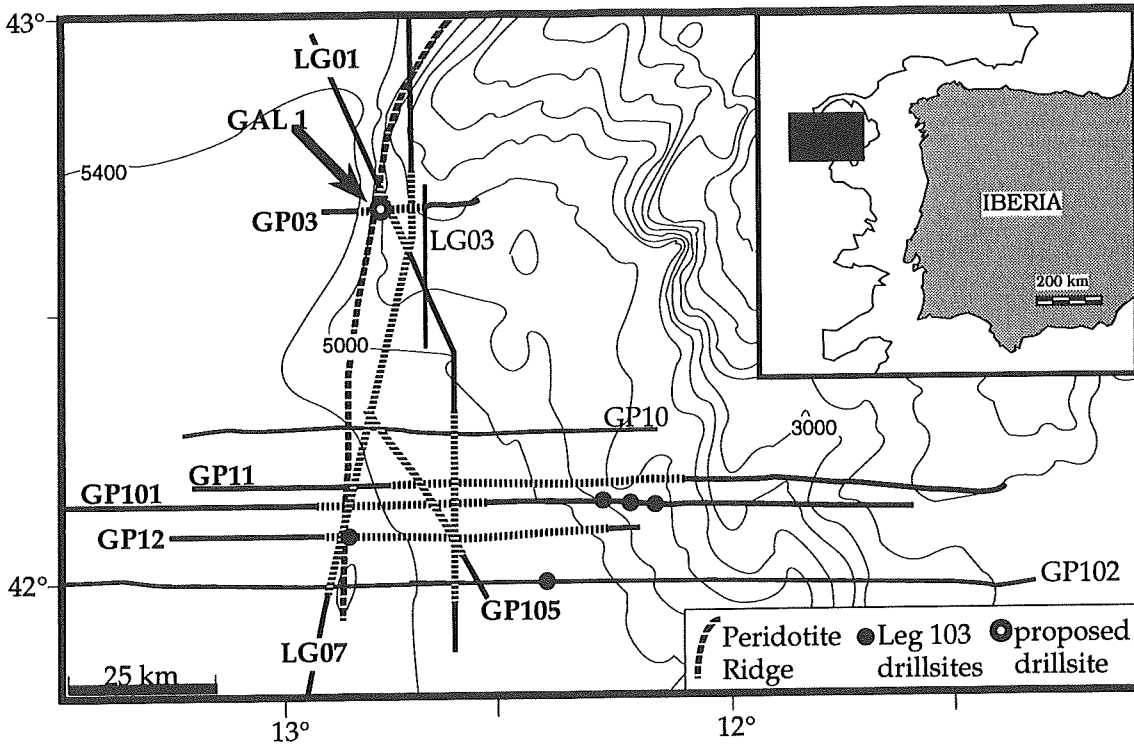 43°
LG01
GAL 1
5400
GP03
LG03
IBERIA
200 km
5000
GP10
3000
GP11
GP101
GP12
42°
GP102
GP105
LG07
25 km
Peridotite
Ridge
Leg 103
drillsites
proposed
drillsite
13°
12°